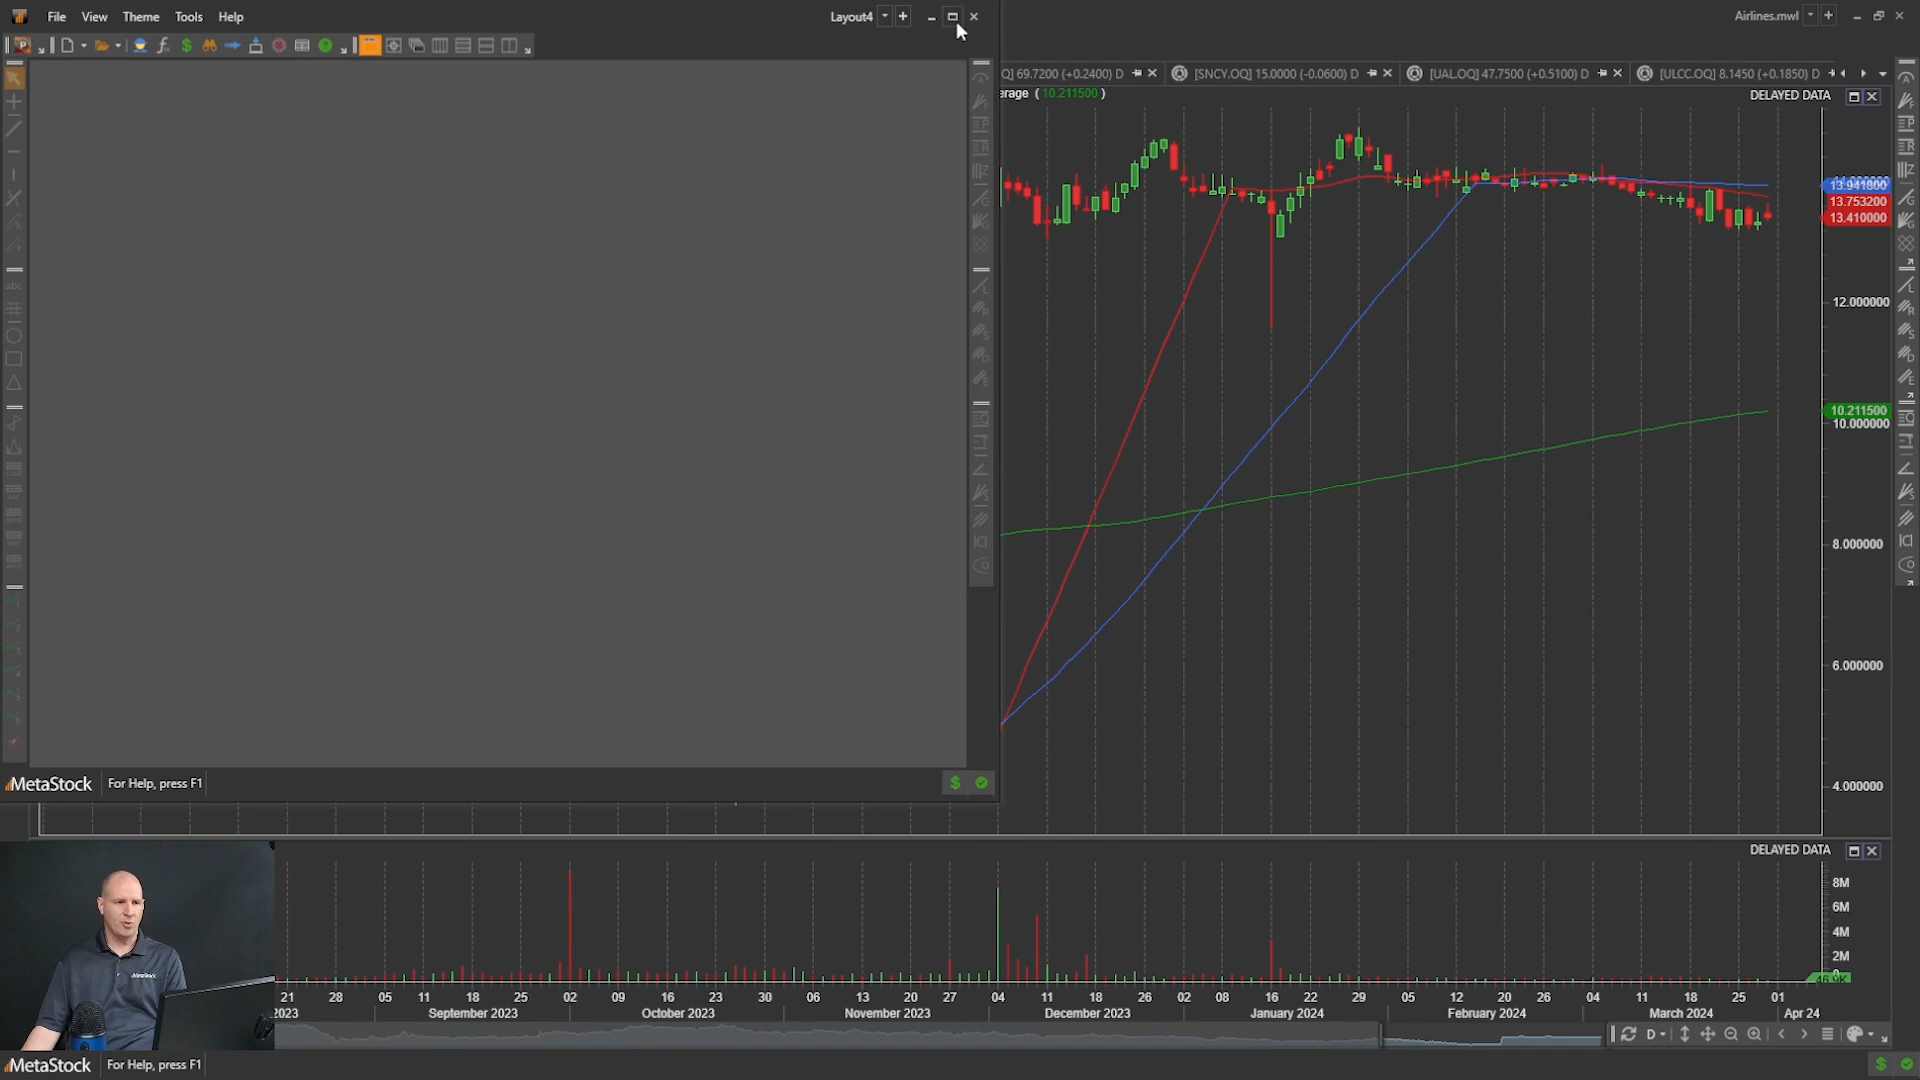 File View Theme Tools Help
Layout4
Airlines.mwl
Q] 69.7200 (+0.2400) D
[SNCY.OQ] 15.0000 (-0.0600) D
[UAL.OQ] 47.7500 (+0.5100) D
[ULCC.OQ] 8.1450 (+0.1850) D
erage ( 10.211500 )
DELAYED DATA
abc
13.941800
13.753200
13.410000
12.000000
10.211500
10.000000
8.000000
6.000000
4.000000
MetaStock For Help, press F1
DELAYED DATA
8M
6M
4M
2M
0
46.9K
MetaStock
21 28 05 11 18 25 02 09 16 23 30 06 13 20 27 04 11 18 26 02 08 16 22 29 05 12 20 26 04 11 18 25 01
2023 September 2023 October 2023 November 2023 December 2023 January 2024 February 2024 March 2024 Apr 24
D
MetaStock For Help, press F1